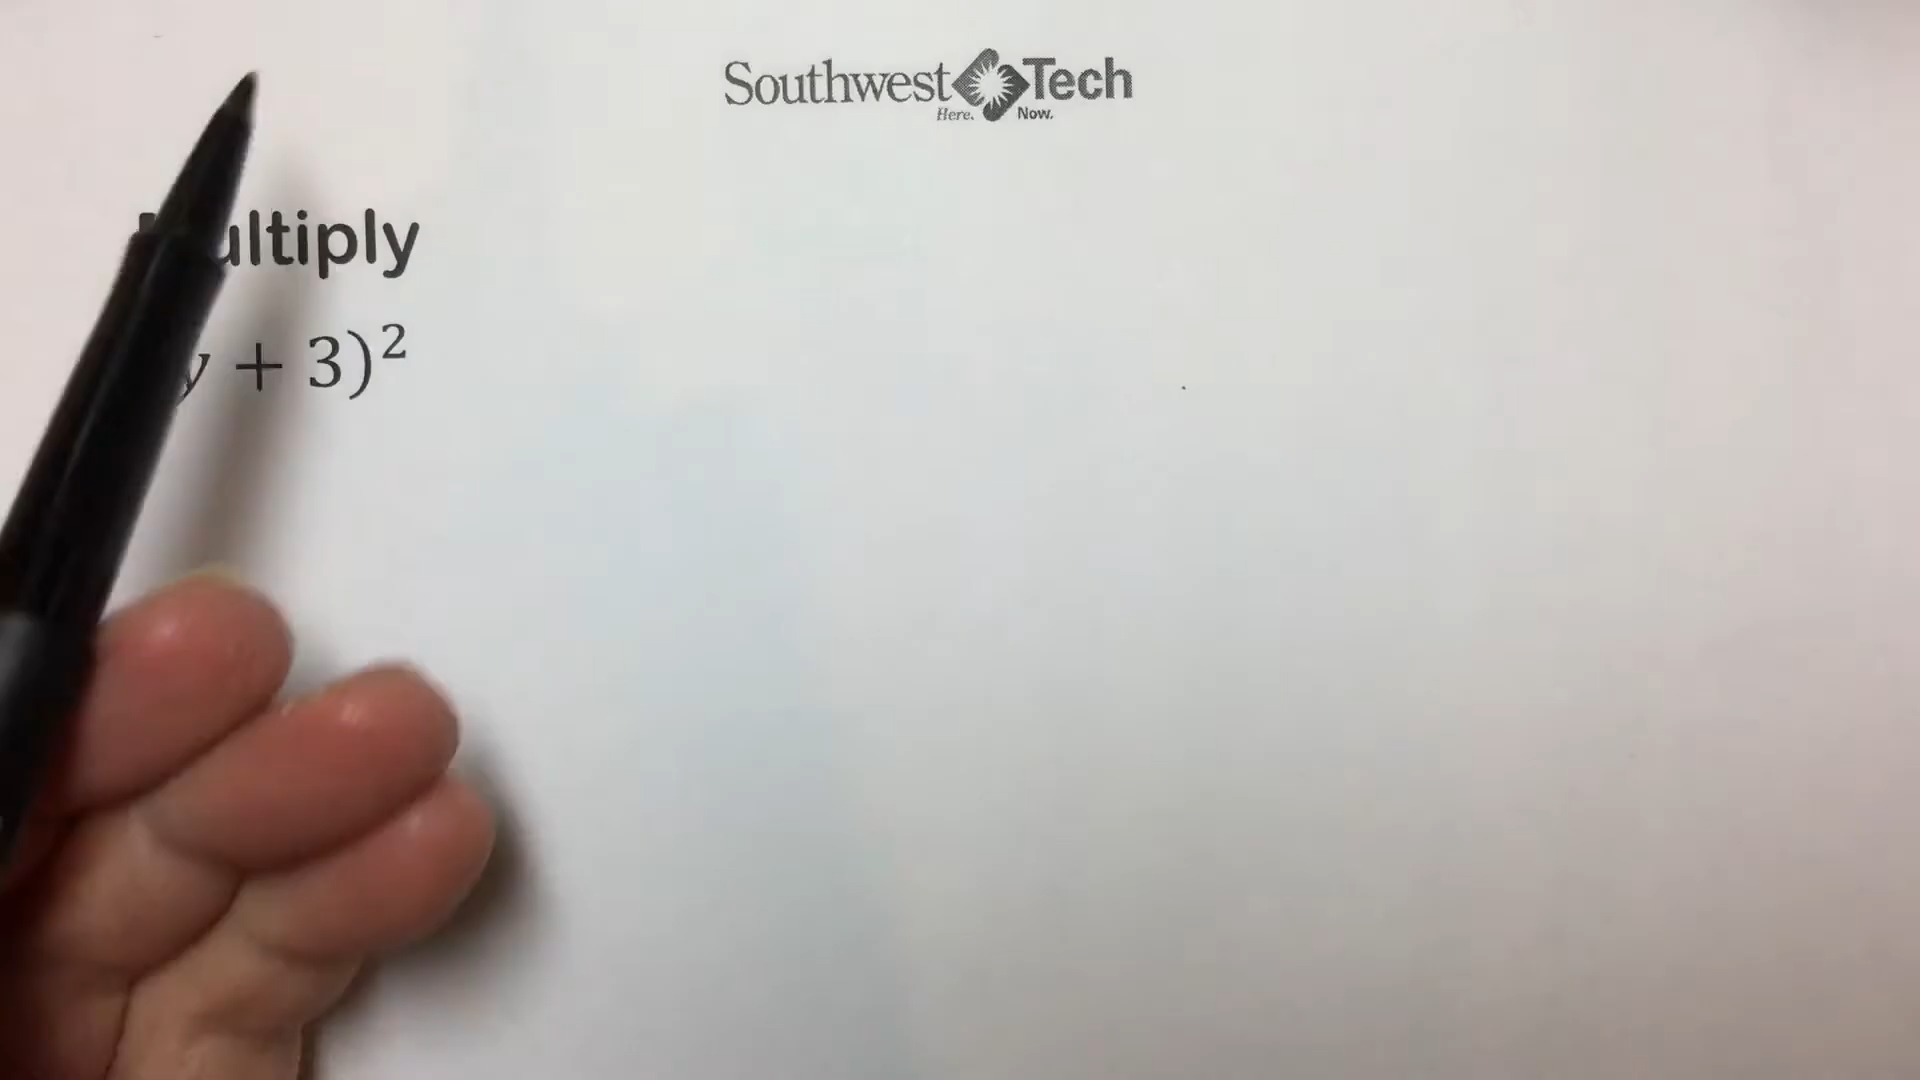 Southwest Tech
Here. Now.
ultiply
y + 3)²